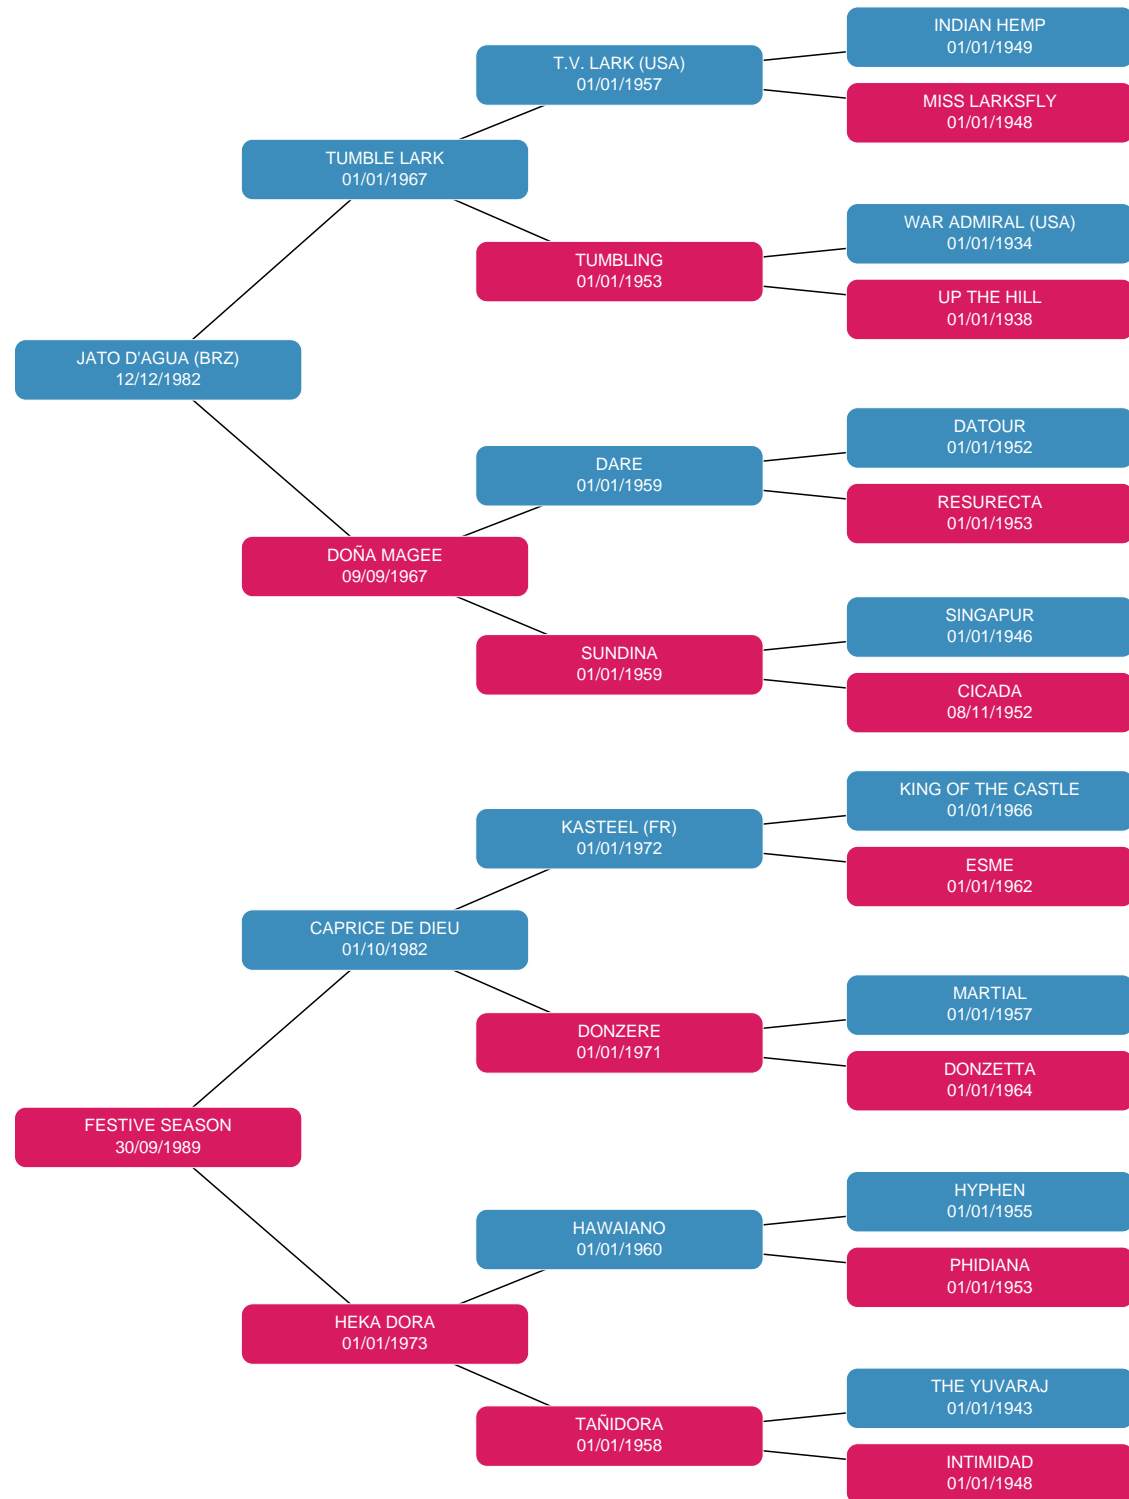 INDIAN HEMP
01/01/1949
T.V. LARK (USA)
01/01/1957
MISS LARKSFLY
01/01/1948
TUMBLE LARK
01/01/1967
WAR ADMIRAL (USA)
01/01/1934
TUMBLING
01/01/1953
UP THE HILL
01/01/1938
JATO D'AGUA (BRZ)
12/12/1982
DATOUR
01/01/1952
DARE
01/01/1959
RESURECTA
01/01/1953
DOÑA MAGEE
09/09/1967
SINGAPUR
01/01/1946
SUNDINA
01/01/1959
CICADA
08/11/1952
KING OF THE CASTLE
01/01/1966
KASTEEL (FR)
01/01/1972
ESME
01/01/1962
CAPRICE DE DIEU
01/10/1982
MARTIAL
01/01/1957
DONZERE
01/01/1971
DONZETTA
01/01/1964
FESTIVE SEASON
30/09/1989
HYPHEN
01/01/1955
HAWAIANO
01/01/1960
PHIDIANA
01/01/1953
HEKA DORA
01/01/1973
THE YUVARAJ
01/01/1943
TAÑIDORA
01/01/1958
INTIMIDAD
01/01/1948